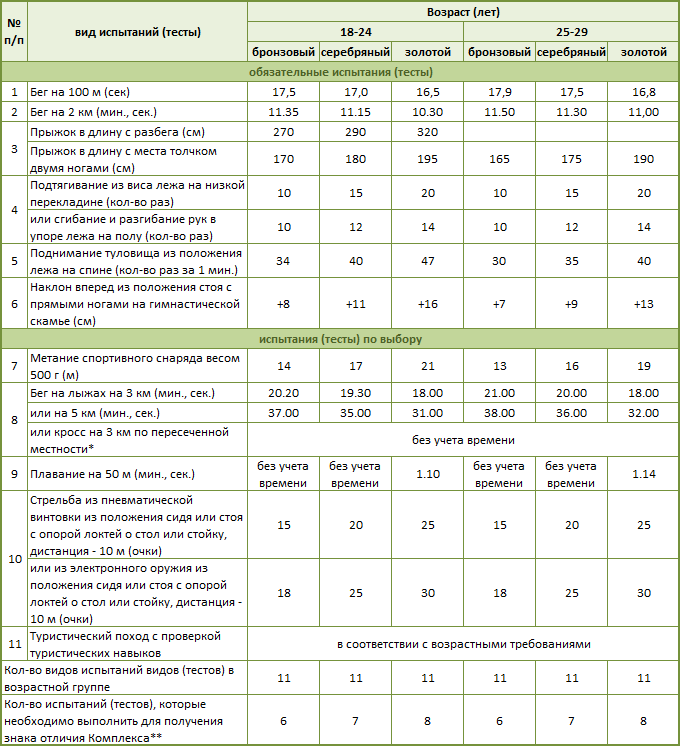 № п/п вид испытаний (тесты) Возраст (лет)
18-24 25-29
бронзовый серебряный золотой бронзовый серебряный золотой
обязательные испытания (тесты)
1 Бег на 100 м (сек) 17,5 17,0 16,5 17,9 17,5 16,8
2 Бег на 2 км (мин., сек.) 11.35 11.15 10.30 11.50 11.30 11,00
3 Прыжок в длину с разбега (см) 270 290 320
Прыжок в длину с места толчком
двумя ногами (см) 170 180 195 165 175 190
4 Подтягивание из виса лежа на низкой
перекладине (кол-во раз) 10 15 20 10 15 20
или сгибание и разгибание рук в
упоре лежа на полу (кол-во раз) 10 12 14 10 12 14
5 Поднимание туловища из положения
лежа на спине (кол-во раз за 1 мин.) 34 40 47 30 35 40
6 Наклон вперед из положения стоя с
прямыми ногами на гимнастической
скамье (см) +8 +11 +16 +7 +9 +13
испытания (тесты) по выбору
7 Метание спортивного снаряда весом
500 г (м) 14 17 21 13 16 19
8 Бег на лыжах на 3 км (мин., сек.) 20.20 19.30 18.00 21.00 20.00 18.00
или на 5 км (мин., сек.) 37.00 35.00 31.00 38.00 36.00 32.00
или кросс на 3 км по пересеченной
местности* без учета времени
9 Плавание на 50 м (мин., сек.) без учета времени без учета времени 1.10 без учета времени без учета времени 1.14
10 Стрельба из пневматической
винтовки из положения сидя или стоя
с опорой локтей о стол или стойку,
дистанция - 10 м (очки) 15 20 25 15 20 25
или из электронного оружия из
положения сидя или стоя с опорой
локтей о стол или стойку, дистанция -
10 м (очки) 18 25 30 18 25 30
11 Туристический поход с проверкой
туристических навыков в соответствии с возрастными требованиями
Кол-во видов испытаний видов (тестов) в
возрастной группе 11 11 11 11 11 11
Кол-во испытаний (тестов), которые
необходимо выполнить для получения
знака отличия Комплекса** 6 7 8 6 7 8